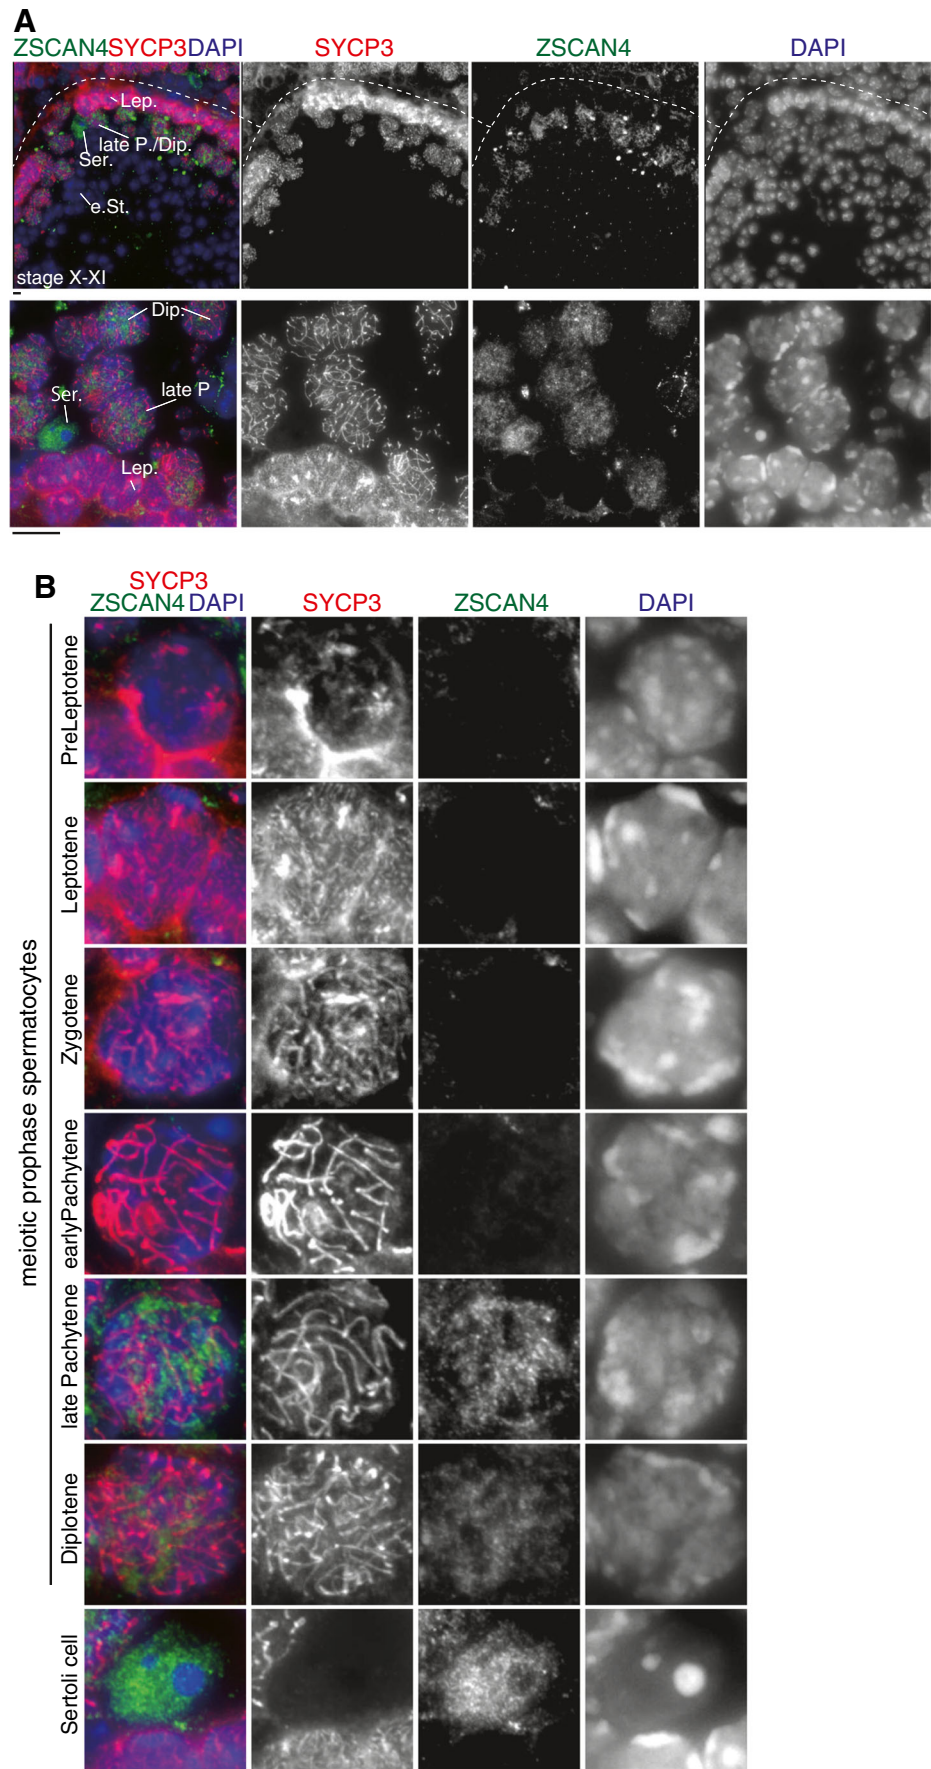 A
ZSCAN4SYCP3DAPI SYCP3 ZSCAN4 DAPI
Lep.
late P./Dip.
Ser.
e.St.
stage X-XI
Dip.
late P
Ser.
Lep.
B
SYCP3
ZSCAN4 DAPI SYCP3 ZSCAN4 DAPI
meiotic prophase spermatocytes
PreLeptotene
Leptotene
Zygotene
earlyPachytene
late Pachytene
Diplotene
Sertoli cell